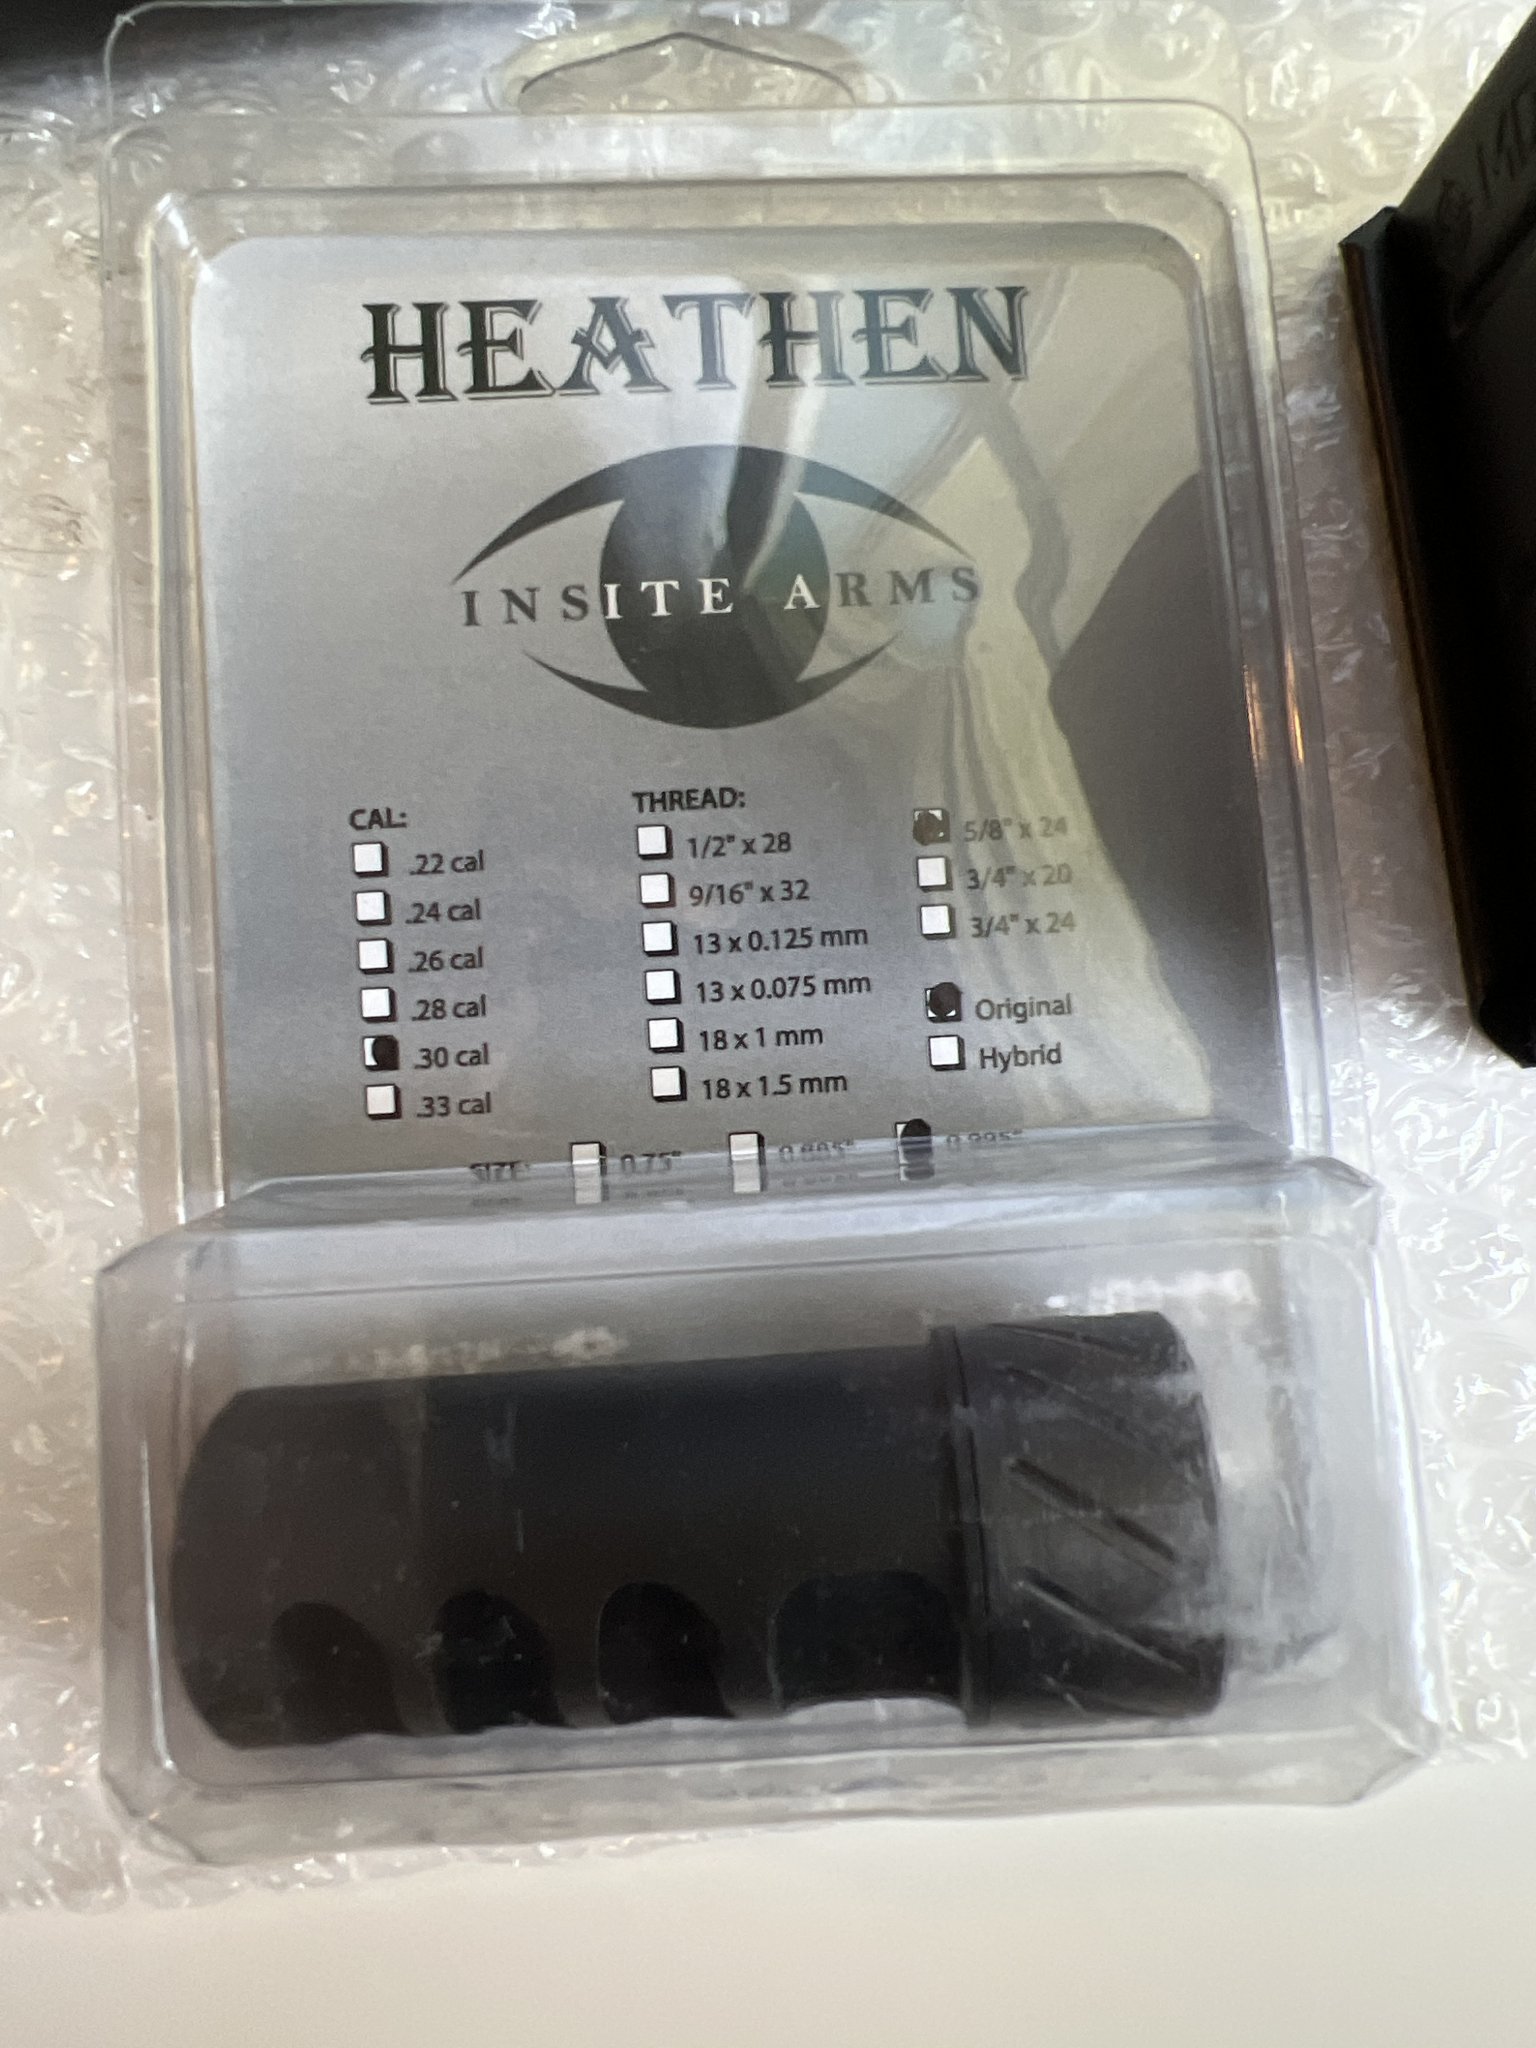 HEATHEN
INSITE ARMS
CAL:
.22 cal
.24 cal
.26 cal
.28 cal
.30 cal
.33 cal
THREAD:
1/2" x 28
9/16" x 32
13 x 0.125 mm
13 x 0.075 mm
18 x 1 mm
18 x 1.5 mm
5/8" x 24
3/4" x 20
3/4" x 24
Original
Hybrid
SIZE: 0.75"